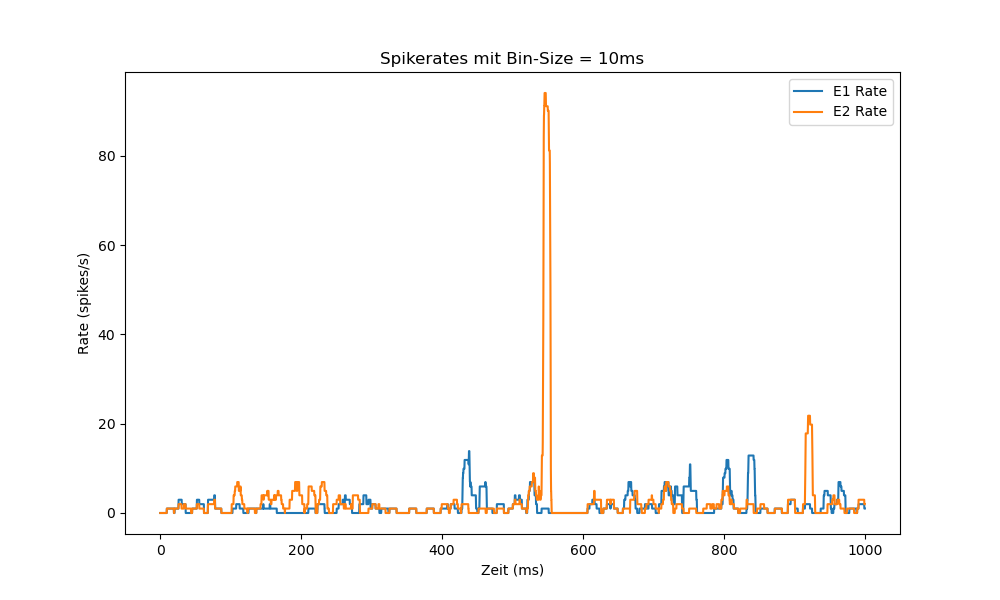 Spikerates mit Bin-Size = 10ms
E1 Rate
E2 Rate
Rate (spikes/s)
80
60
40
20
0
0 200 400 600 800 1000
Zeit (ms)